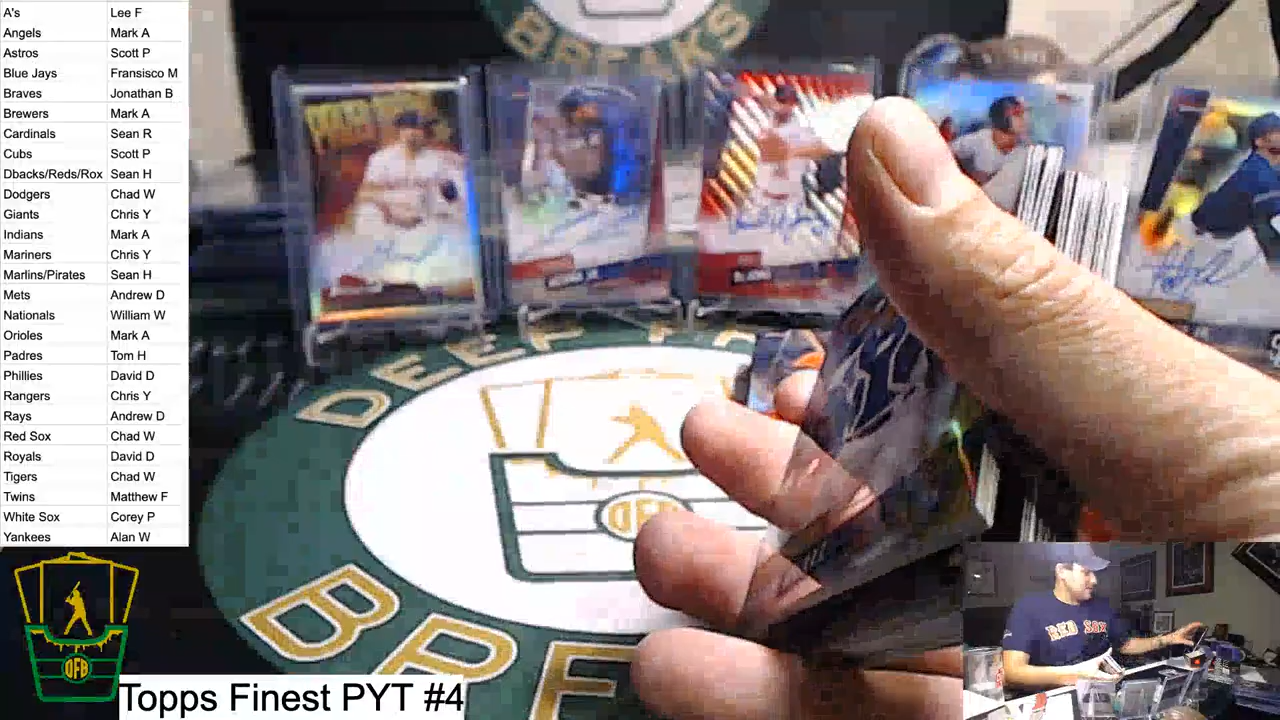 A's Lee F
Angels Mark A
Astros Scott P
Blue Jays Fransisco M
Braves Jonathan B
Brewers Mark A
Cardinals Sean R
Cubs Scott P
Dbacks/Reds/Rox Sean H
Dodgers Chad W
Giants Chris Y
Indians Mark A
Mariners Chris Y
Marlins/Pirates Sean H
Mets Andrew D
Nationals William W
Orioles Mark A
Padres Tom H
Phillies David D
Rangers Chris Y
Rays Andrew D
Red Sox Chad W
Royals David D
Tigers Chad W
Twins Matthew F
White Sox Corey P
Yankees Alan W
BREAKS
DEEP
DFB
DFB
RED SOX
Topps Finest PYT #4